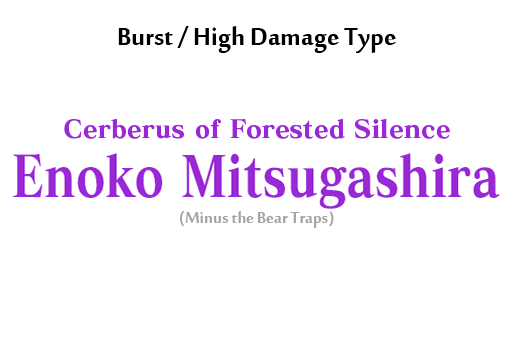 Burst / High Damage Type
Cerberus of Forested Silence
Enoko Mitsugashira
(Minus the Bear Traps)